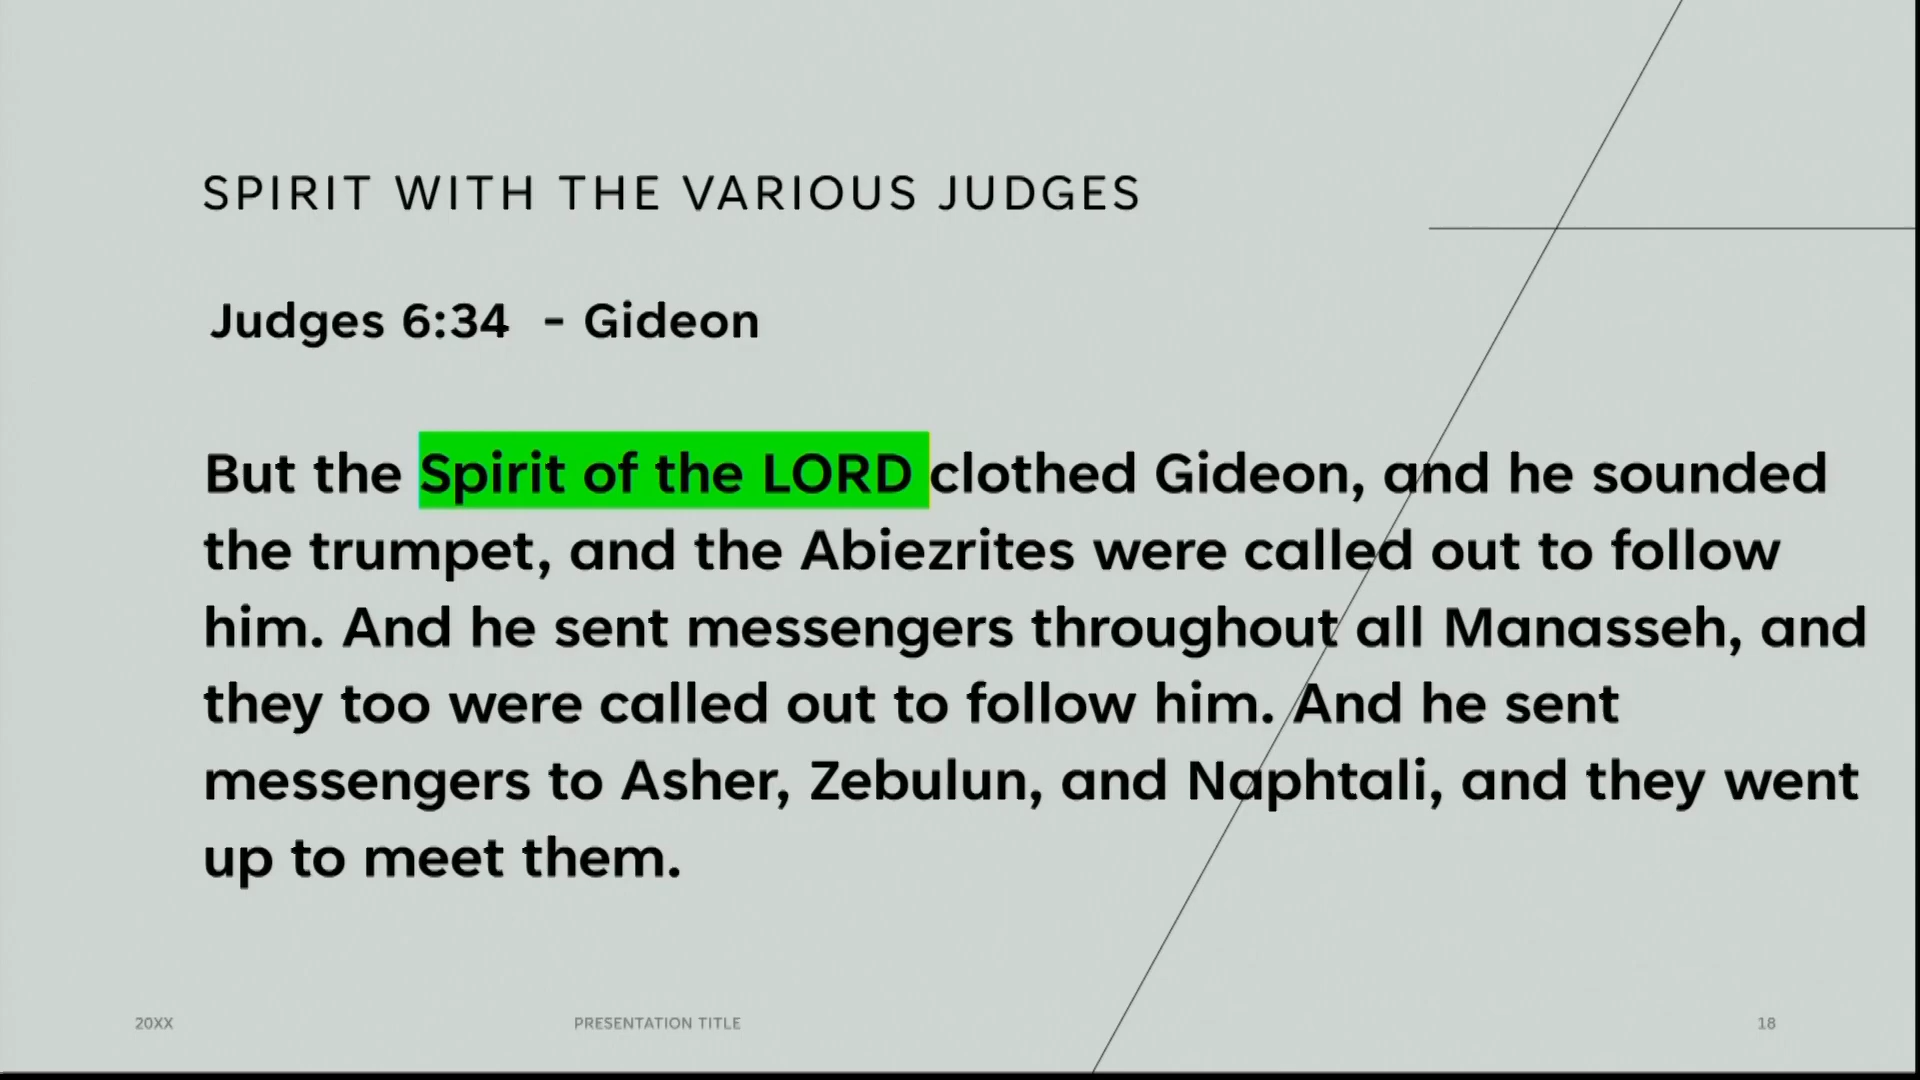 SPIRIT WITH THE VARIOUS JUDGES
Judges 6:34 - Gideon
But the Spirit of the LORD clothed Gideon, and he sounded
the trumpet, and the Abiezrites were called out to follow
him. And he sent messengers throughout all Manasseh, and
they too were called out to follow him. And he sent
messengers to Asher, Zebulun, and Naphtali, and they went
up to meet them.
20XX
PRESENTATION TITLE
18